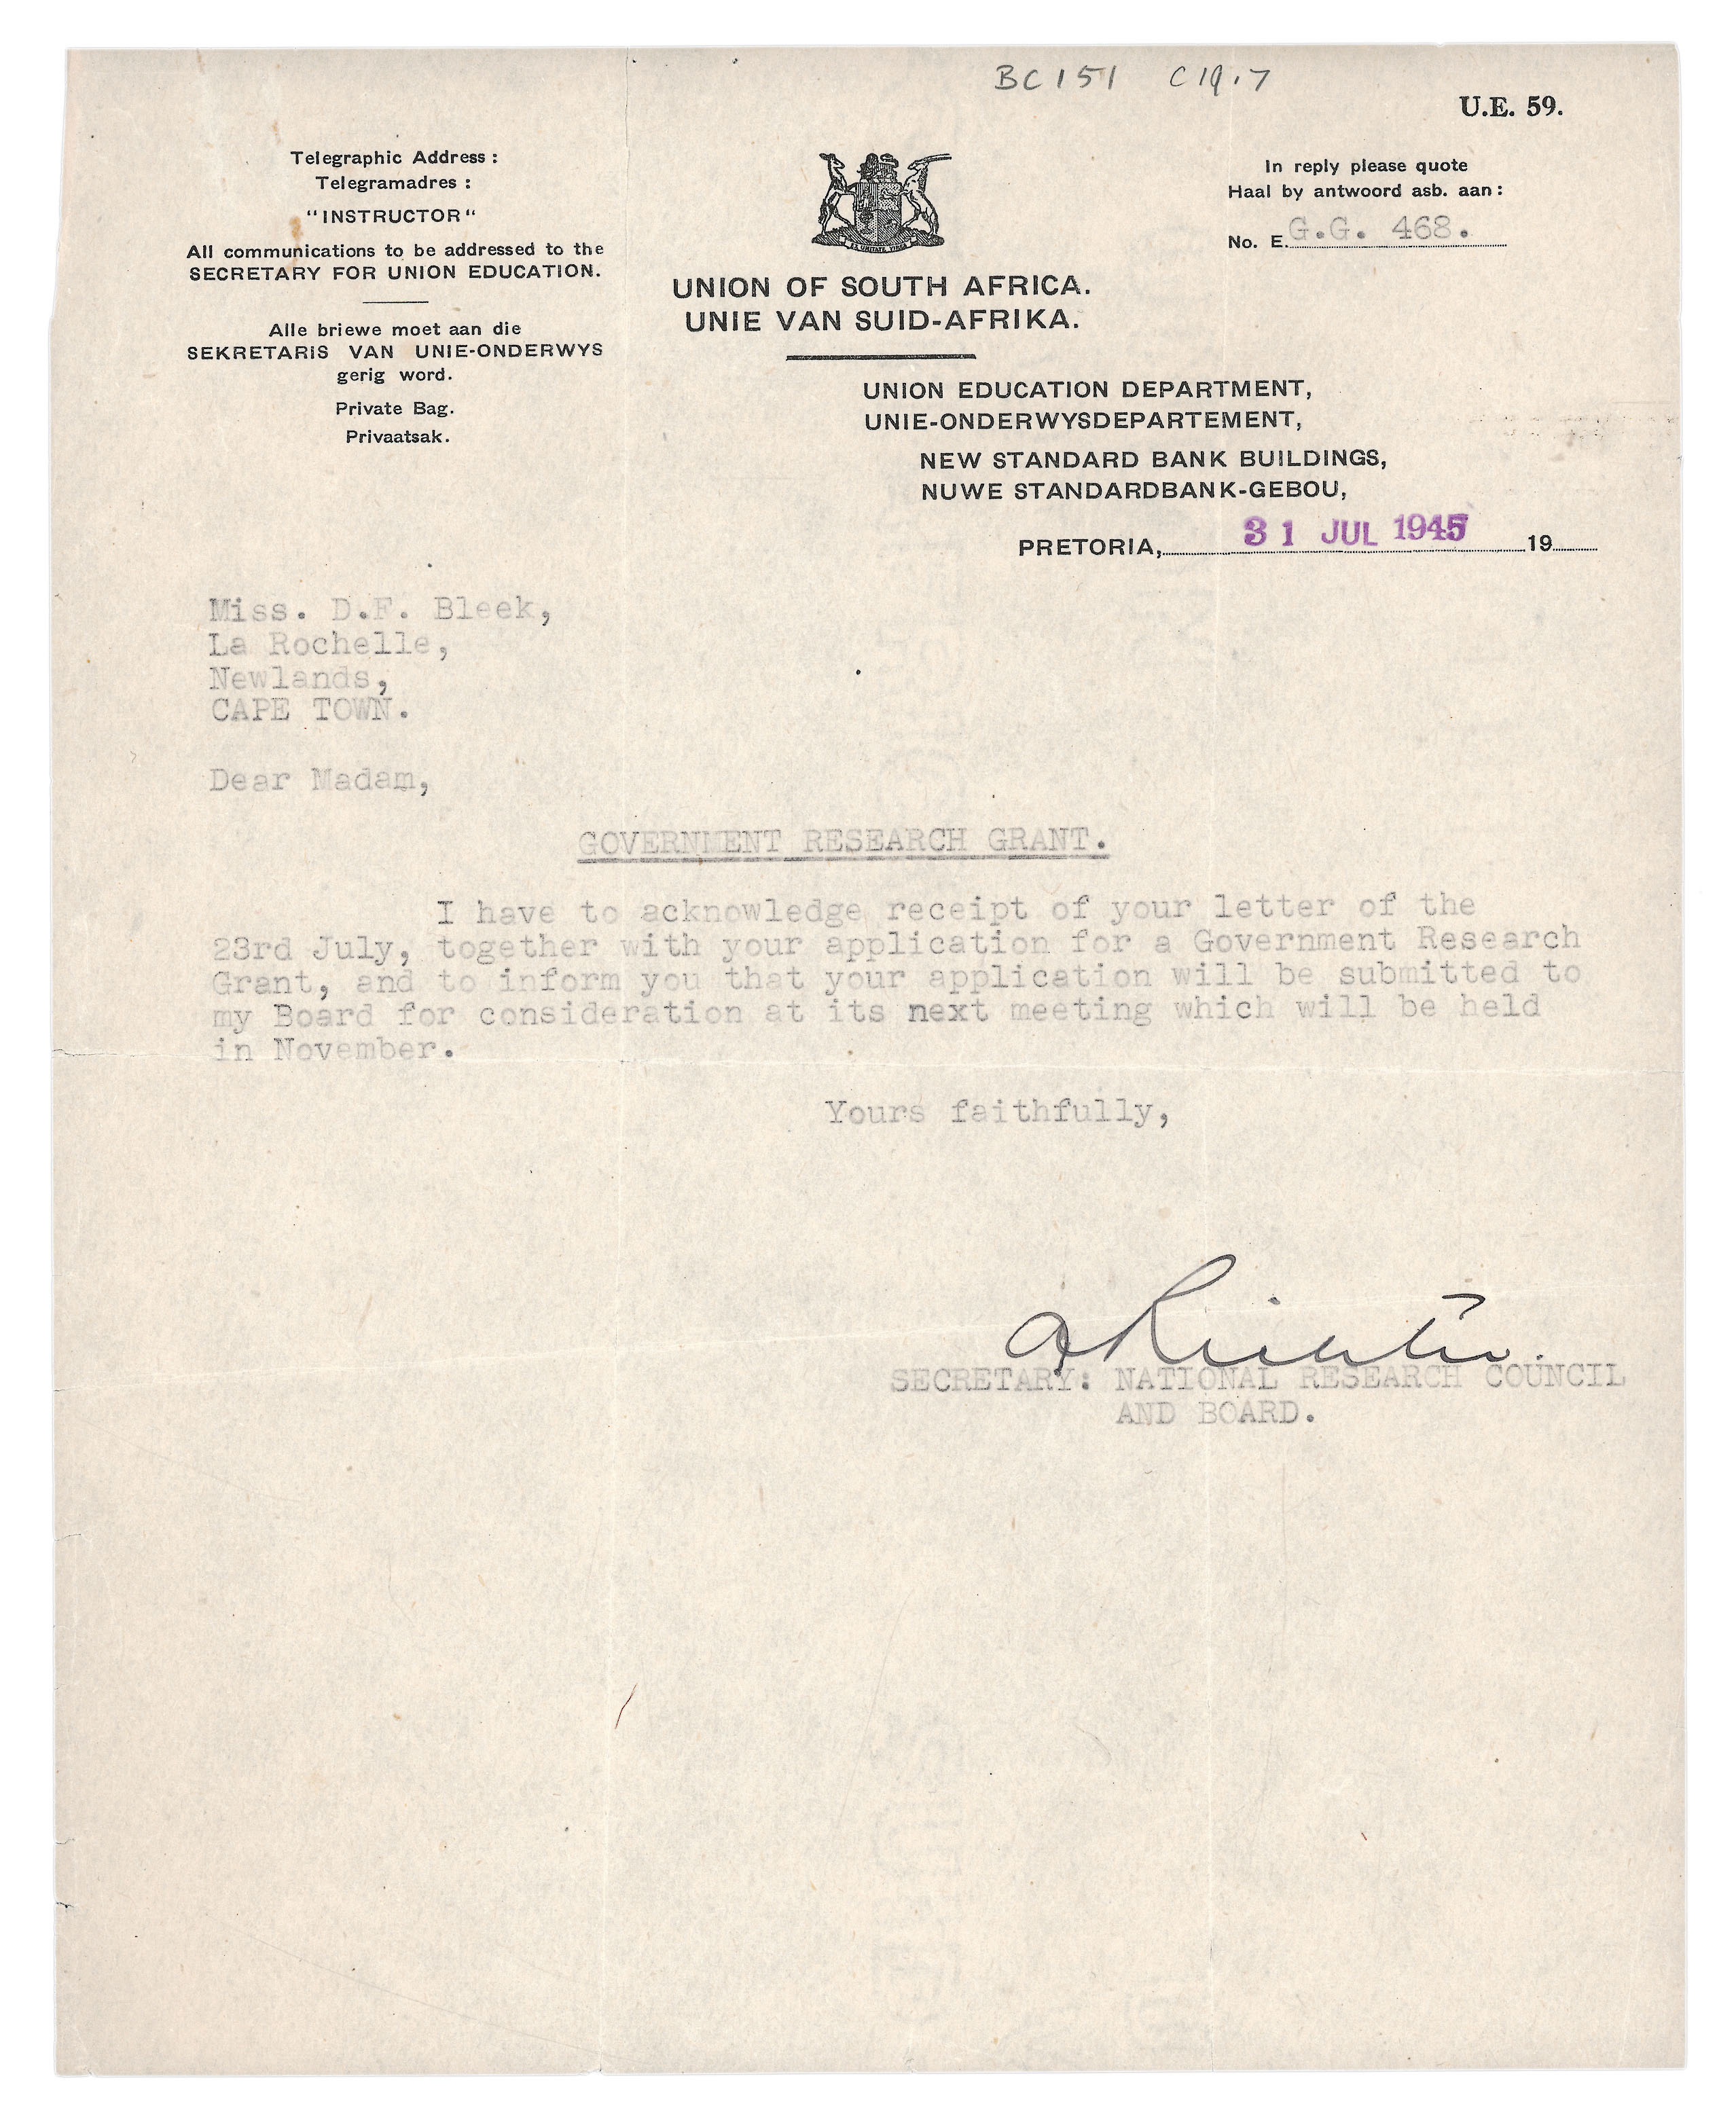 BC151 C19.7
U.E. 59.
Telegraphic Address :
Telegramadres :
"INSTRUCTOR"
All communications to be addressed to the
SECRETARY FOR UNION EDUCATION.
Alle briewe moet aan die
SEKRETARIS VAN UNIE-ONDERWYS
gerig word.
Private Bag.
Privaatsak.
In reply please quote
Haal by antwoord asb. aan :
No. E. G.G. 468.
UNION OF SOUTH AFRICA.
UNIE VAN SUID-AFRIKA.
UNION EDUCATION DEPARTMENT,
UNIE-ONDERWYSDEPARTEMENT,
NEW STANDARD BANK BUILDINGS,
NUWE STANDARDBANK-GEBOU,
PRETORIA, 31 JUL 1945 19
Miss. D.F. Bleek,
La Rochelle,
Newlands,
CAPE TOWN.
Dear Madam,
GOVERNMENT RESEARCH GRANT.
I have to acknowledge receipt of your letter of the
23rd July, together with your application for a Government Research
Grant, and to inform you that your application will be submitted to
my Board for consideration at its next meeting which will be held
in November.
Yours faithfully,
SECRETARY: NATIONAL RESEARCH COUNCIL
AND BOARD.